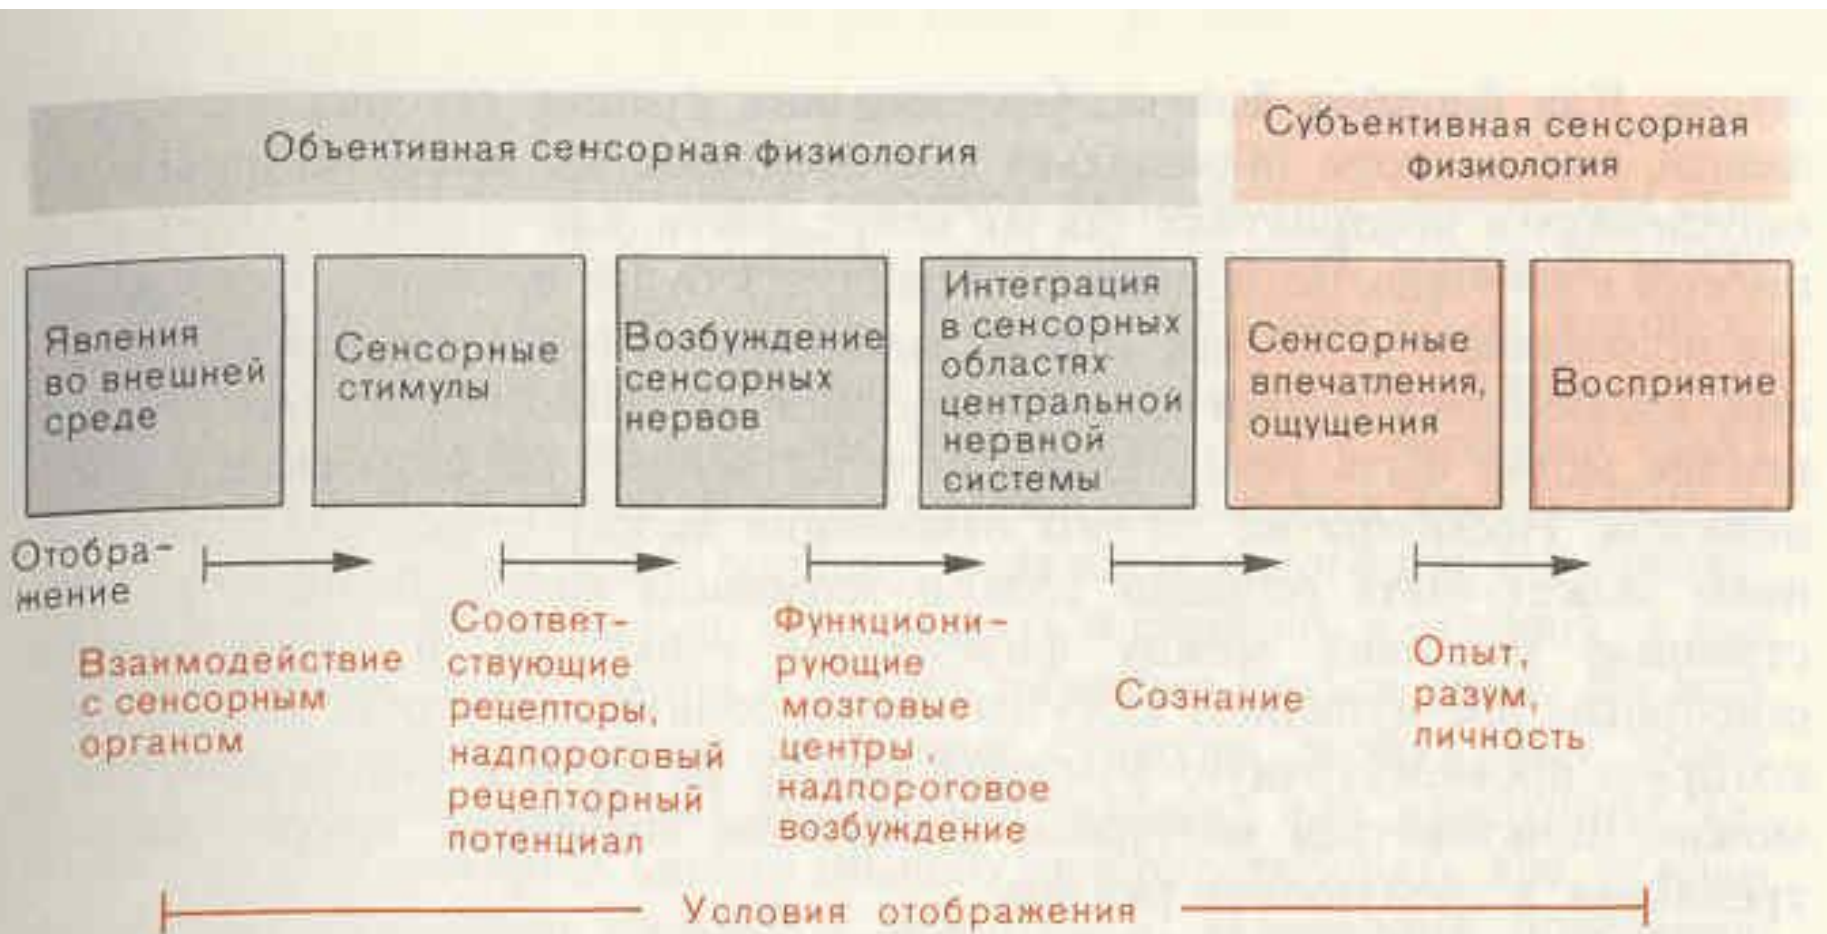 Объективная сенсорная физиология
Субъективная сенсорная
физиология
Явления
во внешней
среде
Сенсорные
стимулы
Возбуждение
сенсорных
нервов
Интеграция
в сенсорных
областях
центральной
нервной
системы
Сенсорные
впечатления,
ощущения
Восприятие
Отобра-
жение
Взаимодействие
с сенсорным
органом
Соответ-
ствующие
рецепторы,
надпороговый
рецепторный
потенциал
Функциони-
рующие
мозговые
центры,
надпороговое
возбуждение
Сознание
Опыт,
разум,
личность
Условия отображения